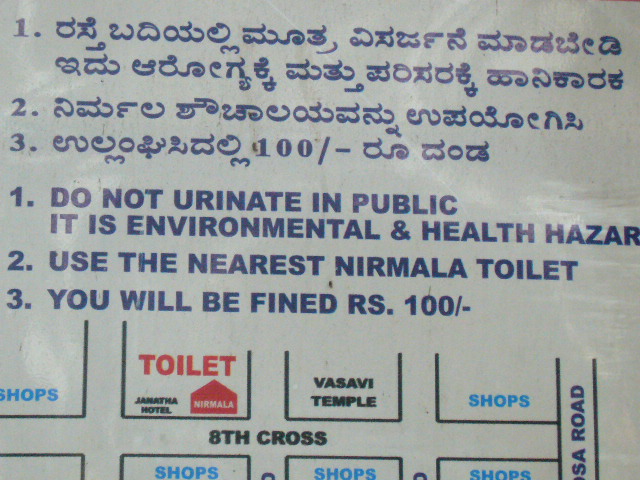 1. ರಸ್ತೆ ಬದಿಯಲ್ಲಿ ಮೂತ್ರ ವಿಸರ್ಜನೆ ಮಾಡಬೇಡಿ
ಇದು ಆರೋಗ್ಯಕ್ಕೆ ಮತ್ತು ಪರಿಸರಕ್ಕೆ ಹಾನಿಕಾರಕ
2. ನಿರ್ಮಲ ಶೌಚಾಲಯವನ್ನು ಉಪಯೋಗಿಸಿ
3. ಉಲ್ಲಂಘಿಸಿದಲ್ಲಿ 100/- ರೂ ದಂಡ
1. DO NOT URINATE IN PUBLIC
IT IS ENVIRONMENTAL & HEALTH HAZAR
2. USE THE NEAREST NIRMALA TOILET
3. YOU WILL BE FINED RS. 100/-
TOILET
JANATHA
HOTEL
NIRMALA
VASAVI
TEMPLE
SHOPS
SHOPS
8TH CROSS
OSA ROAD
SHOPS
SHOPS
SHOPS